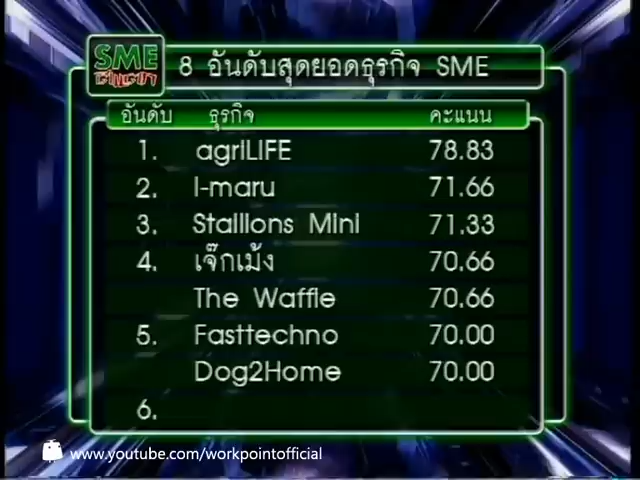 SME ตีแตก
8 อันดับสุดยอดธุรกิจ SME
อันดับ ธุรกิจ คะแนน
1. agriLIFE 78.83
2. I-maru 71.66
3. Stallions Mini 71.33
4. เจ๊กเม้ง 70.66
The Waffle 70.66
5. Fasttechno 70.00
Dog2Home 70.00
6.
www.youtube.com/workpointofficial